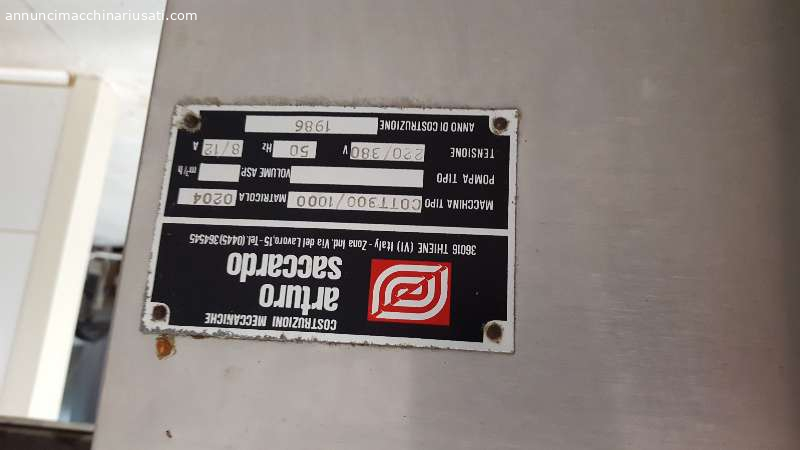 annuncimacchinariusati.com
COSTRUZIONI MECCANICHE
arturo
saccardo
36016 THIENE (VI) Italy - Zona Ind. Via del Lavoro,15 - Tel. (0445) 364545
MACCHINA TIPO COTT900/1000 MATRICOLA 0204
POMPA TIPO VOLUME ASP. m³/h
TENSIONE 220/380 V 50 Hz 8/12 A
ANNO DI COSTRUZIONE 1986